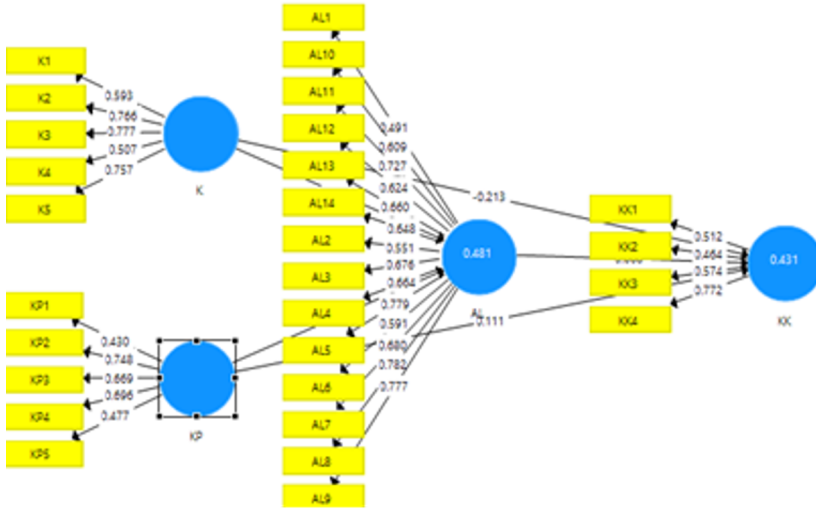 K1
K2
K3
K4
K5
0.593
0.766
0.777
0.507
0.757
K
KP1
KP2
KP3
KP4
KP5
0.430
0.748
0.669
0.696
0.477
KP
AL1
AL10
AL11
AL12
AL13
AL14
AL2
AL3
AL4
AL5
AL6
AL7
AL8
AL9
0.491
0.609
0.727
0.624
0.660
0.648
0.551
0.676
0.664
0.779
0.591
0.680
0.782
0.777
0.481
AL
-0.213
0.111
KK1
KK2
KK3
KK4
0.512
0.464
0.574
0.772
0.431
KK